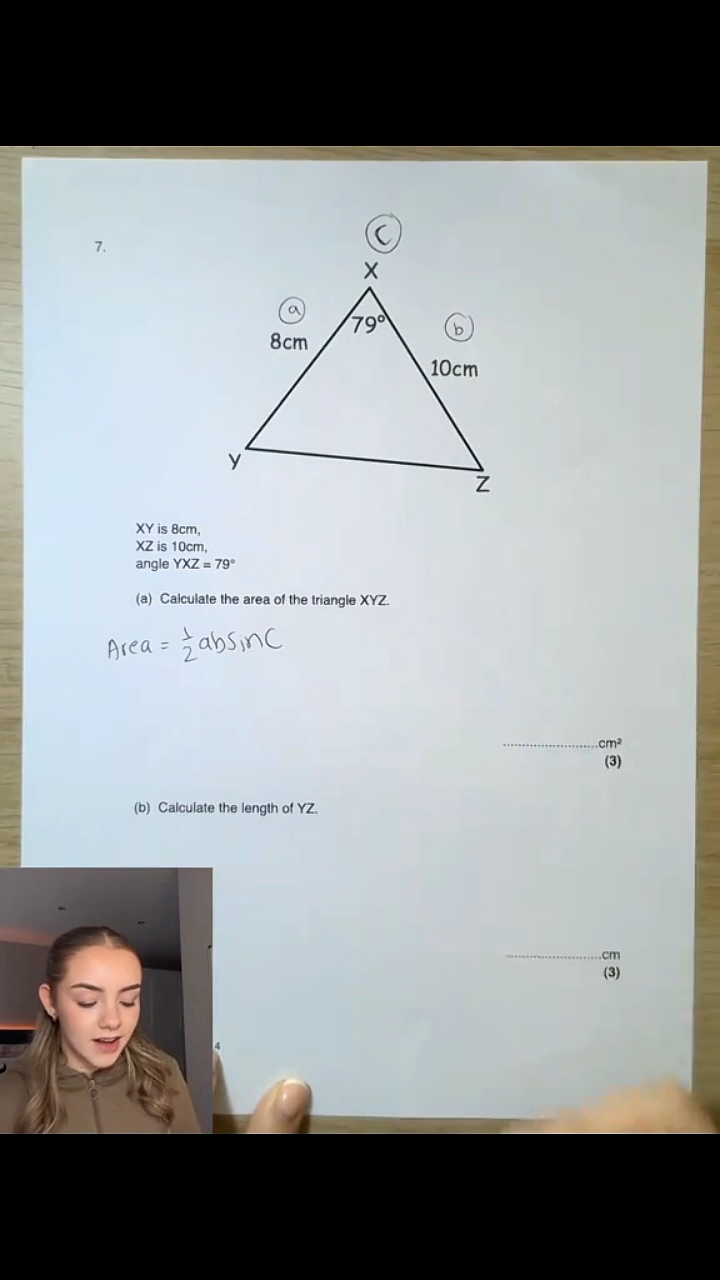 7.
C
X
a
79°
b
8cm
10cm
Y
Z
XY is 8cm,
XZ is 10cm,
angle YXZ = 79°
(a) Calculate the area of the triangle XYZ.
Area = 1/2 absinC
..........................cm²
(3)
(b) Calculate the length of YZ.
..........................cm
(3)
4